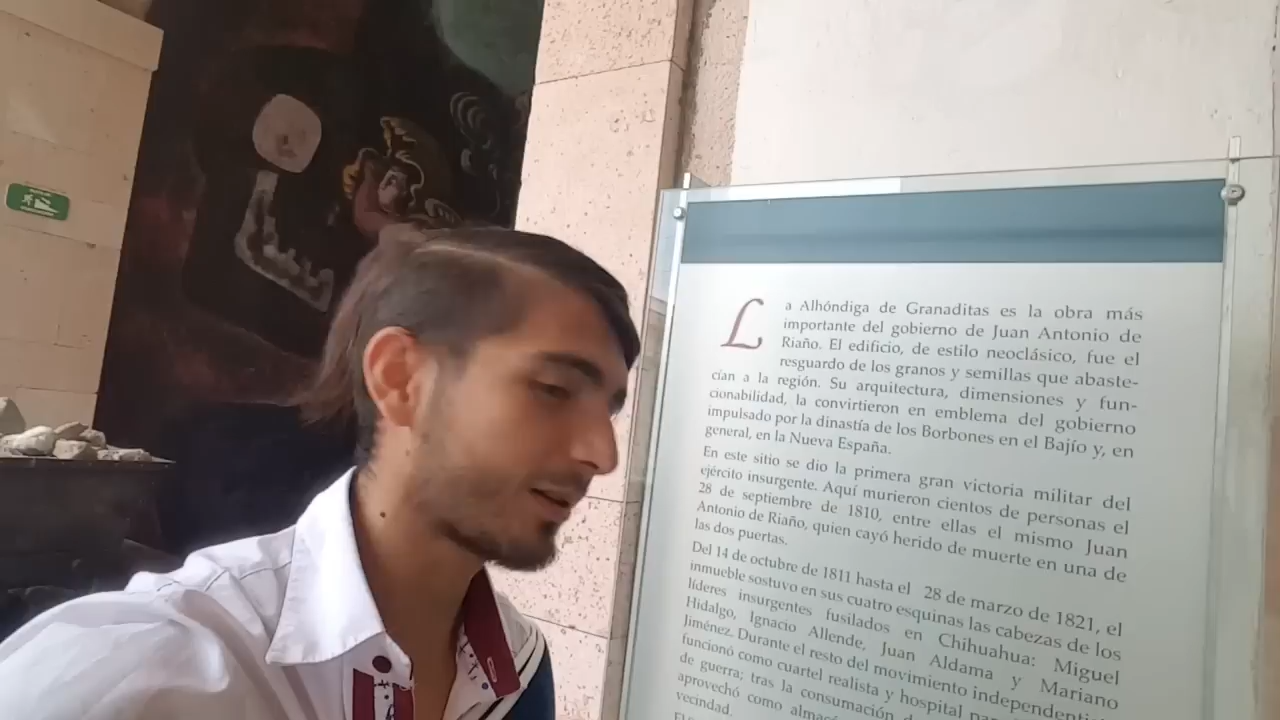 La Alhóndiga de Granaditas es la obra más
importante del gobierno de Juan Antonio de
Riaño. El edificio, de estilo neoclásico, fue el
resguardo de los granos y semillas que abaste-
cían a la región. Su arquitectura, dimensiones y fun-
cionabilidad, la convirtieron en emblema del gobierno
impulsado por la dinastía de los Borbones en el Bajío y, en
general, en la Nueva España.
En este sitio se dio la primera gran victoria militar del
ejército insurgente. Aquí murieron cientos de personas el
28 de septiembre de 1810, entre ellas el mismo Juan
Antonio de Riaño, quien cayó herido de muerte en una de
las dos puertas.
Del 14 de octubre de 1811 hasta el 28 de marzo de 1821, el
inmueble sostuvo en sus cuatro esquinas las cabezas de los
líderes insurgentes fusilados en Chihuahua: Miguel
Hidalgo, Ignacio Allende, Juan Aldama y Mariano
Jiménez. Durante el resto del movimiento independentis
funcionó como cuartel realista y hospital
de guerra; tras la consumación
aprovechó como
vecindad.